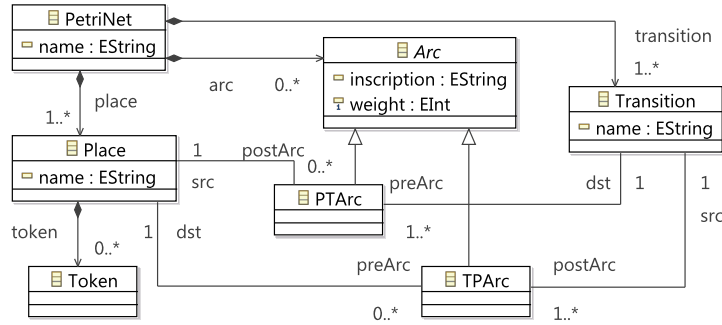 PetriNet
name : EString
Arc
inscription : EString
weight : EInt
transition
1..*
arc
0..*
place
1..*
Transition
name : EString
Place
name : EString
1
src
postArc
0..*
PTArc
preArc
1..*
dst
1
1
src
token
0..*
1
dst
Token
preArc
0..*
TPArc
postArc
1..*